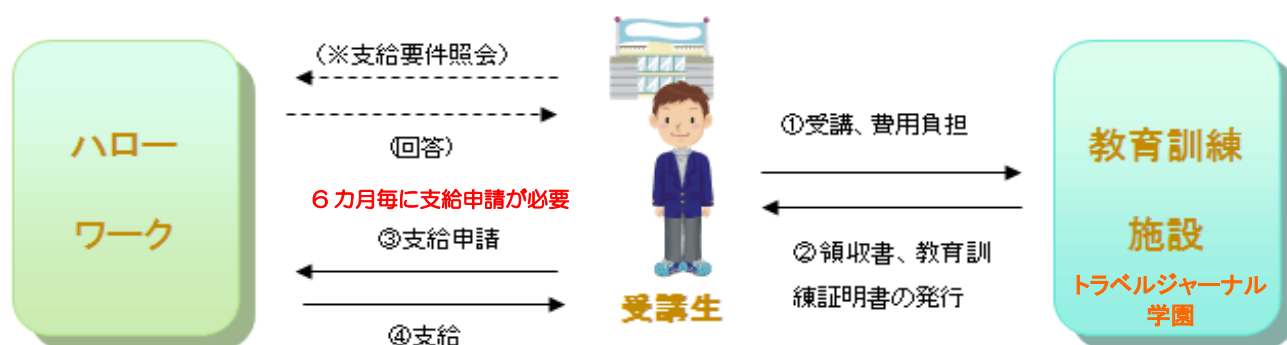 ハロー
ワーク
(※支給要件照会)
(回答)
6カ月毎に支給申請が必要
③支給申請
④支給
受講生
①受講、費用負担
②領収書、教育訓
練証明書の発行
教育訓練
施設
トラベルジャーナル
学園